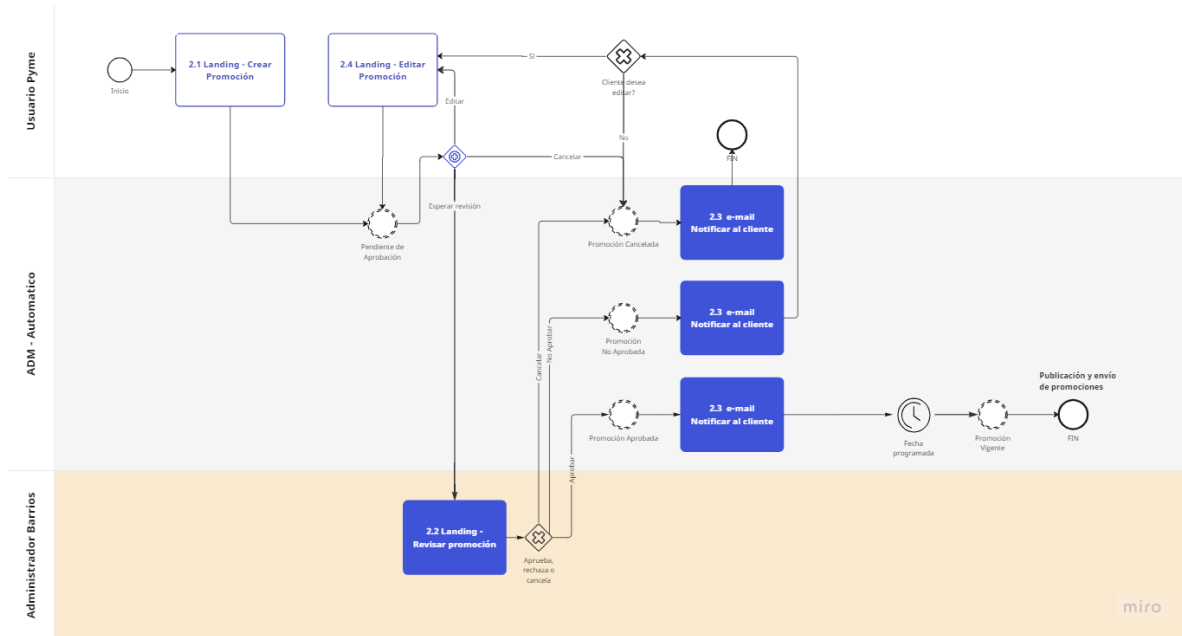 Usuario Pyme
Inicio
2.1 Landing - Crear
Promoción
2.4 Landing - Editar
Promoción
SI
Cliente desea
editar?
Editar
No
Cancelar
FIN
Esperar revisión
ADM - Automatico
Pendiente de
Aprobación
Promoción Cancelada
2.3 e-mail
Notificar al cliente
Cancelar
No Aprobar
Promoción
No Aprobada
2.3 e-mail
Notificar al cliente
Aprobar
Promoción Aprobada
2.3 e-mail
Notificar al cliente
Fecha
programada
Promoción
Vigente
Publicación y envío
de promociones
FIN
Administrador Barrios
2.2 Landing -
Revisar promoción
Aprueba,
rechaza o
cancela
miro